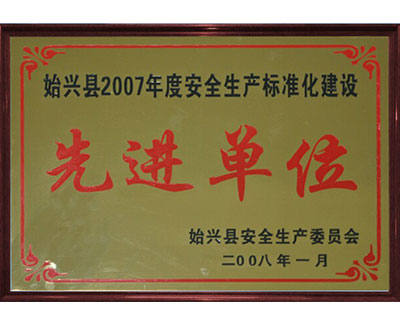 始兴县2007年度安全生产标准化建设
先进单位
始兴县安全生产委员会
二00八年一月